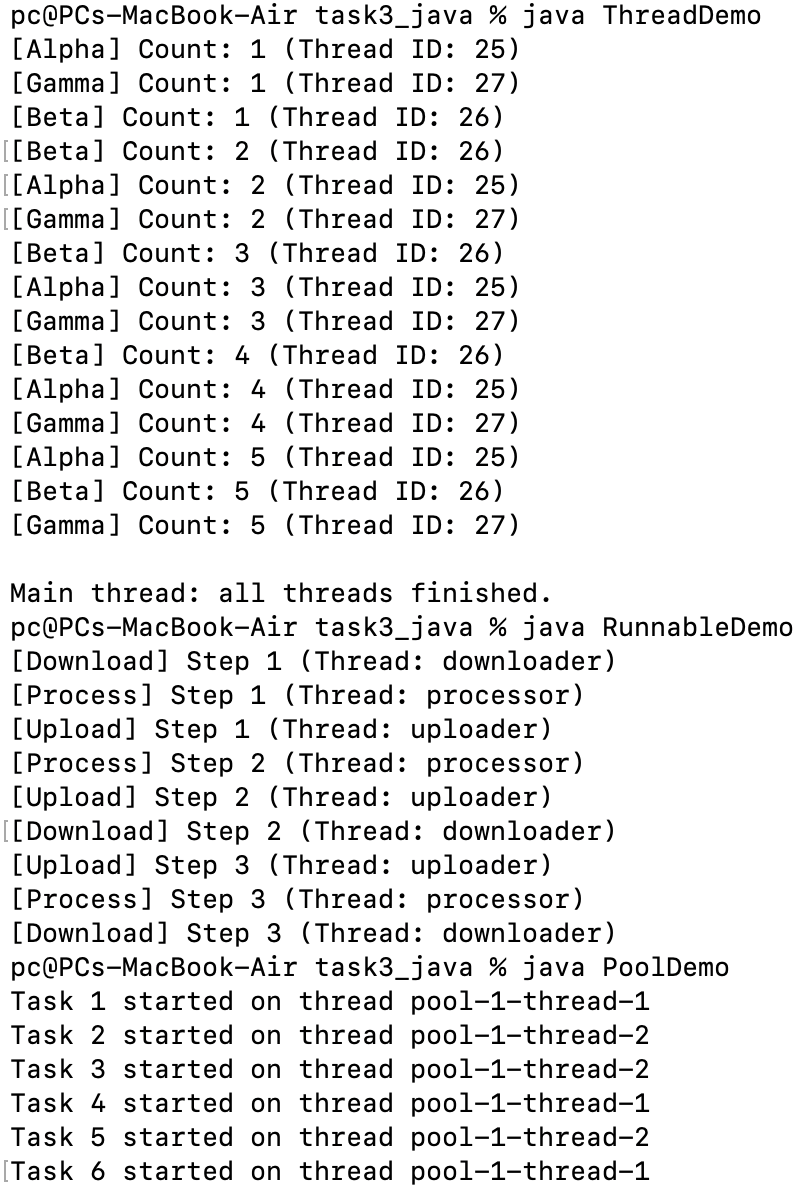 pc@PCs-MacBook-Air task3_java % java ThreadDemo
[Alpha] Count: 1 (Thread ID: 25)
[Gamma] Count: 1 (Thread ID: 27)
[Beta] Count: 1 (Thread ID: 26)
[[Beta] Count: 2 (Thread ID: 26)
[[Alpha] Count: 2 (Thread ID: 25)
[[Gamma] Count: 2 (Thread ID: 27)
[Beta] Count: 3 (Thread ID: 26)
[Alpha] Count: 3 (Thread ID: 25)
[Gamma] Count: 3 (Thread ID: 27)
[Beta] Count: 4 (Thread ID: 26)
[Alpha] Count: 4 (Thread ID: 25)
[Gamma] Count: 4 (Thread ID: 27)
[Alpha] Count: 5 (Thread ID: 25)
[Beta] Count: 5 (Thread ID: 26)
[Gamma] Count: 5 (Thread ID: 27)

Main thread: all threads finished.
pc@PCs-MacBook-Air task3_java % java RunnableDemo
[Download] Step 1 (Thread: downloader)
[Process] Step 1 (Thread: processor)
[Upload] Step 1 (Thread: uploader)
[Process] Step 2 (Thread: processor)
[Upload] Step 2 (Thread: uploader)
[[Download] Step 2 (Thread: downloader)
[Upload] Step 3 (Thread: uploader)
[Process] Step 3 (Thread: processor)
[Download] Step 3 (Thread: downloader)
pc@PCs-MacBook-Air task3_java % java PoolDemo
Task 1 started on thread pool-1-thread-1
Task 2 started on thread pool-1-thread-2
Task 3 started on thread pool-1-thread-2
Task 4 started on thread pool-1-thread-1
Task 5 started on thread pool-1-thread-2
[Task 6 started on thread pool-1-thread-1